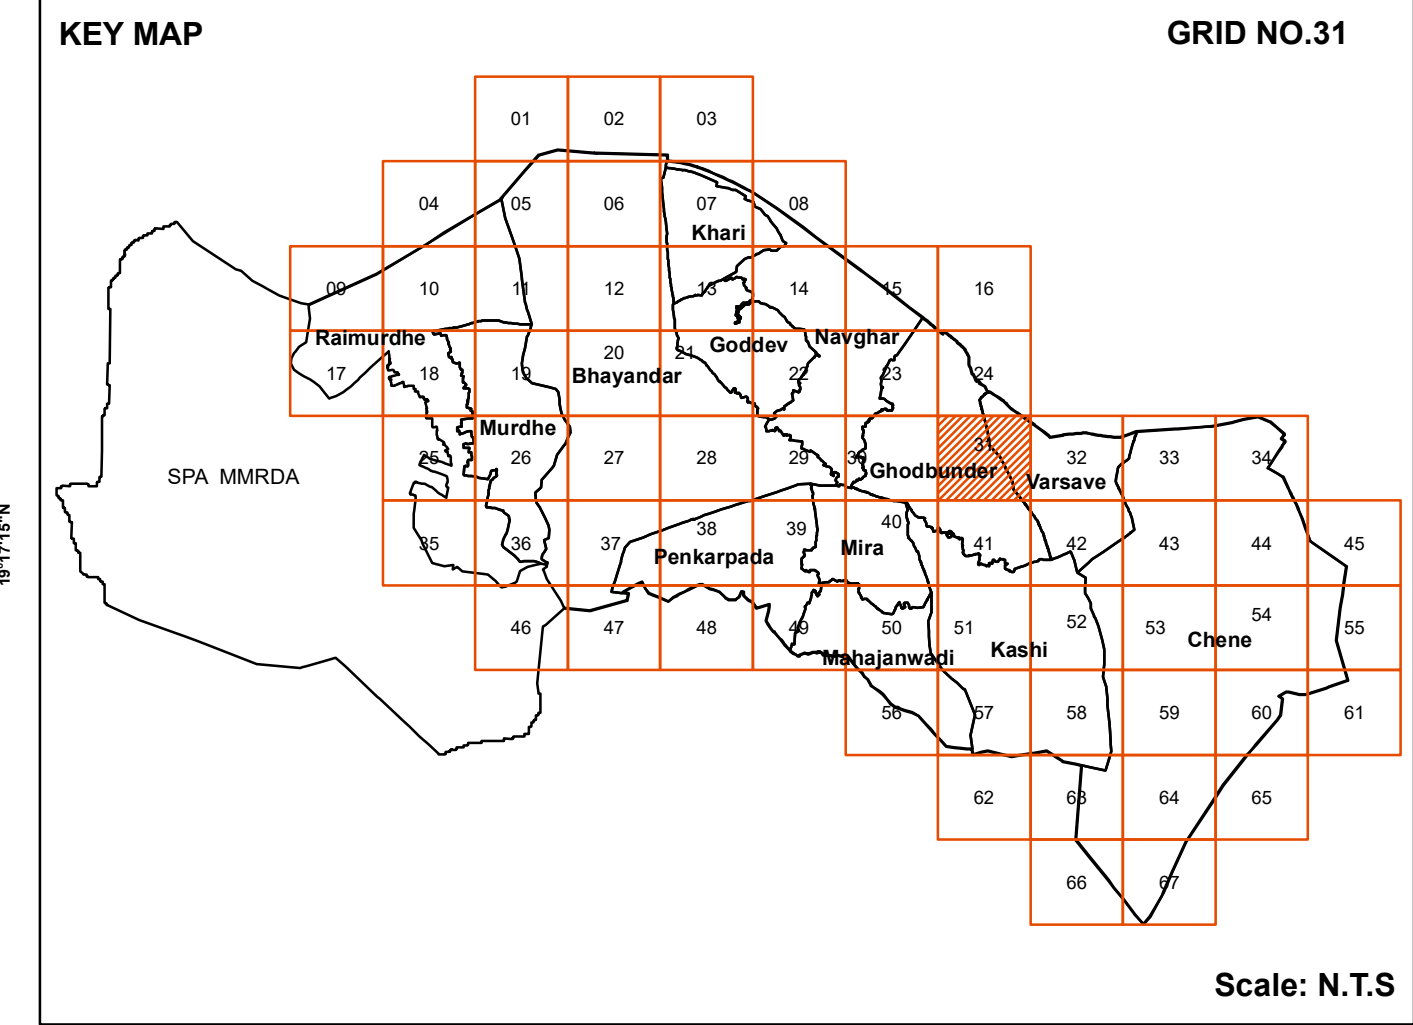 KEY MAP
GRID NO.31
01 02 03
04 05 06 07 08
Khari
09 10 11 12 13 14 15 16
Raimurdhe
Goddev
Navghar
17 18 19 20 21 22 23 24
Bhayandar
Murdhe
25 26 27 28 29 30 31 32 33 34
Ghodbunder
Varsave
SPA MMRDA
19°17'15"N
35 36 37 38 39 40 41 42 43 44 45
Penkarpada
Mira
46 47 48 49 50 51 52 53 54 55
Mahajanwadi
Kashi
Chene
56 57 58 59 60 61
62 63 64 65
66 67
Scale: N.T.S